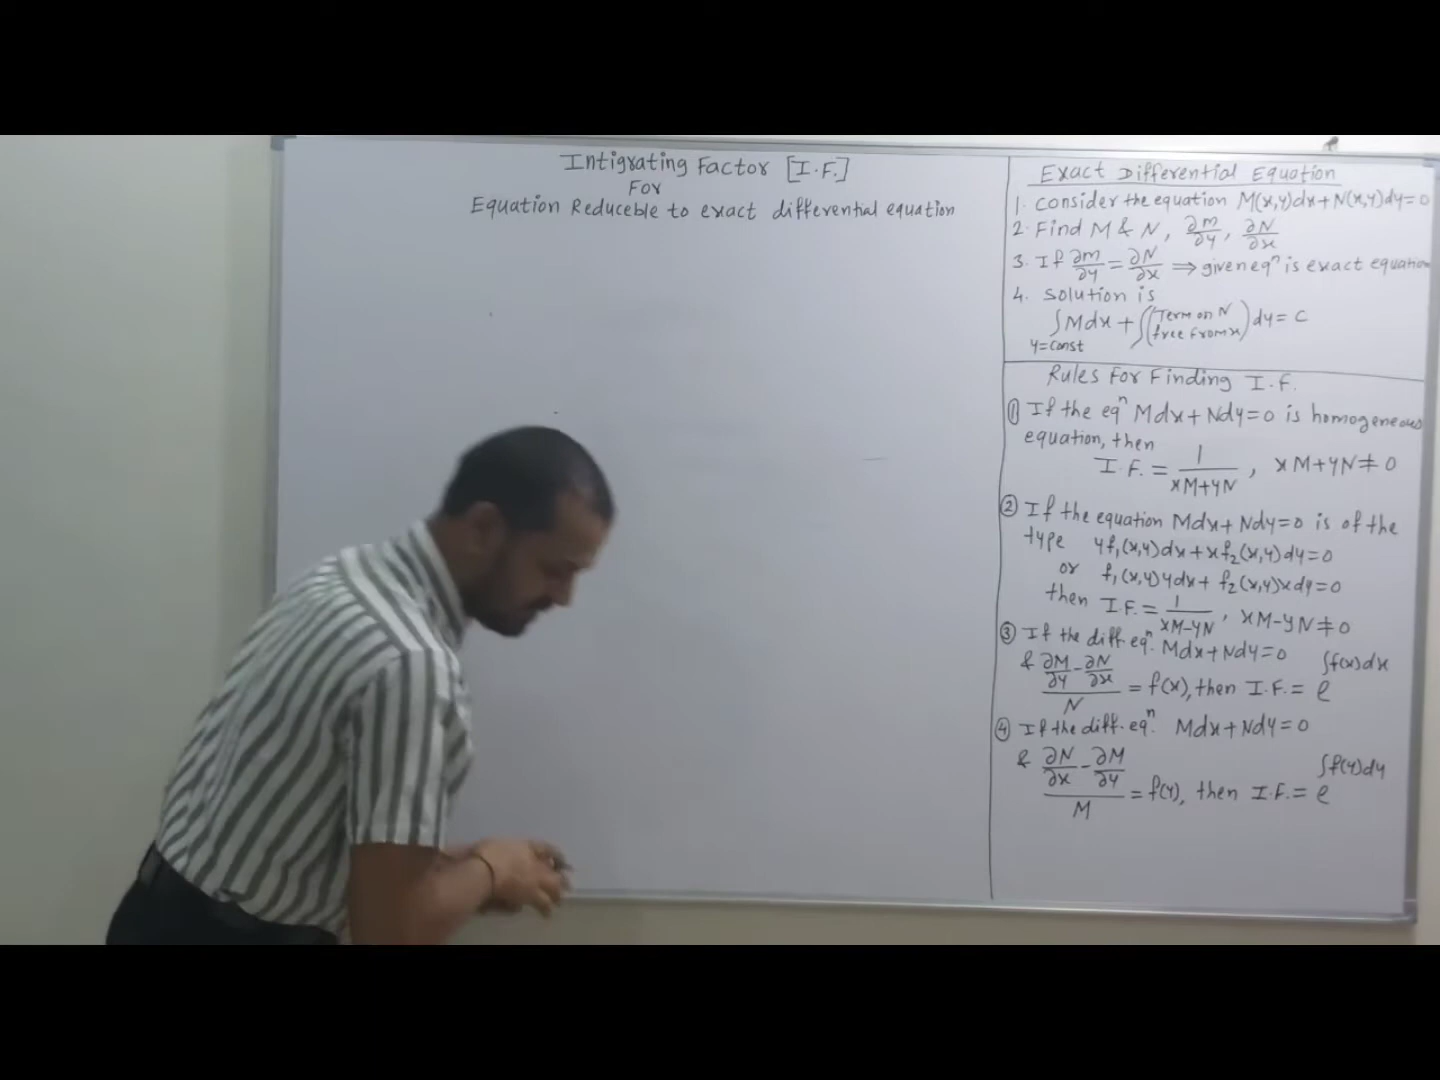 Intigrating Factor [I.F.]
For
Equation Reduceble to exact differential equation
Exact Differential Equation
1. Consider the equation M(x,y)dx+N(x,y)dy=0
2. Find M & N, ∂m/∂y, ∂N/∂x
3. If ∂m/∂y = ∂N/∂x ⇒ given eqⁿ is exact equation
4. Solution is
∫Mdx + ∫(Term on N free from x) dy = C
y=const
Rules For Finding I.F.
① If the eqⁿ Mdx+Ndy=0 is homogeneous
equation, then
I.F. = 1/(xM+yN), xM+yN≠0
② If the equation Mdx+Ndy=0 is of the
type yf₁(x,y)dx+xf₂(x,y)dy=0
or f₁(x,y)ydx+f₂(x,y)xdy=0
then I.F.= 1/(xM-yN), xM-yN≠0
③ If the diff. eqⁿ. Mdx+Ndy=0
& (∂M/∂y - ∂N/∂x)/N = f(x), then I.F. = e^∫f(x)dx
④ If the diff. eqⁿ. Mdx+Ndy=0
& (∂N/∂x - ∂M/∂y)/M = f(y), then I.F. = e^∫f(y)dy